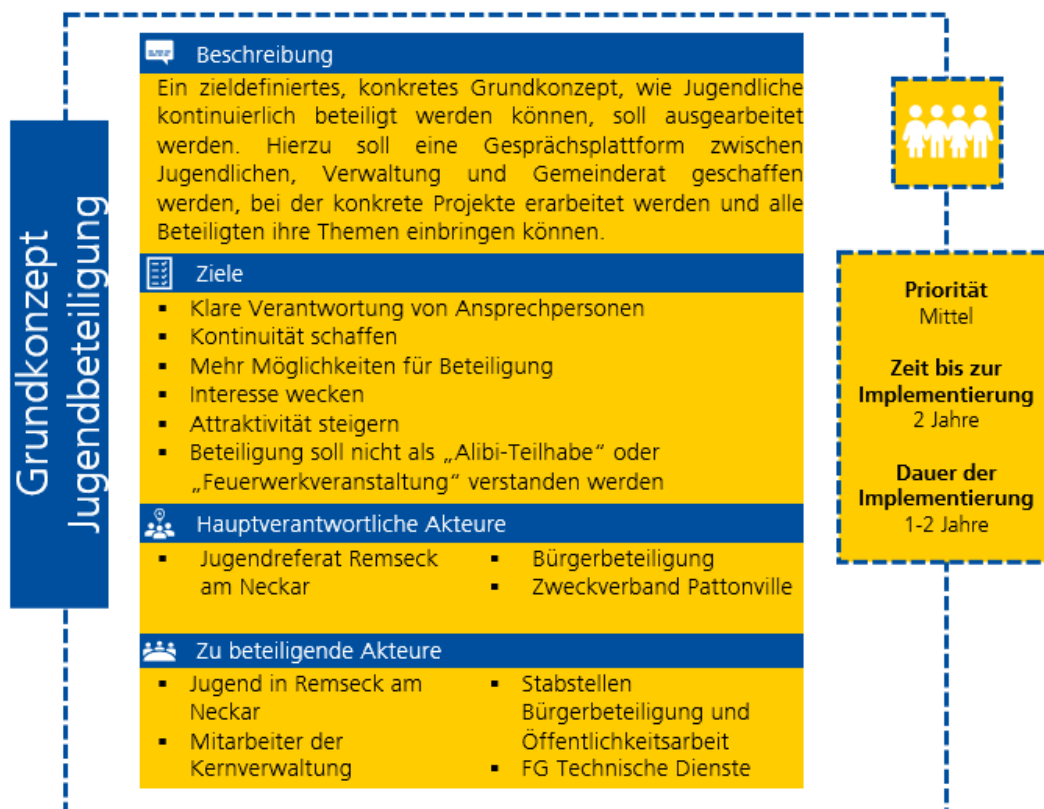 Grundkonzept
Jugendbeteiligung
Beschreibung
Ein zieldefiniertes, konkretes Grundkonzept, wie Jugendliche
kontinuierlich beteiligt werden können, soll ausgearbeitet
werden. Hierzu soll eine Gesprächsplattform zwischen
Jugendlichen, Verwaltung und Gemeinderat geschaffen
werden, bei der konkrete Projekte erarbeitet werden und alle
Beteiligten ihre Themen einbringen können.
Ziele
▪ Klare Verantwortung von Ansprechpersonen
▪ Kontinuität schaffen
▪ Mehr Möglichkeiten für Beteiligung
▪ Interesse wecken
▪ Attraktivität steigern
▪ Beteiligung soll nicht als „Alibi-Teilhabe“ oder
„Feuerwerkveranstaltung“ verstanden werden
Hauptverantwortliche Akteure
▪ Jugendreferat Remseck
am Neckar
▪ Bürgerbeteiligung
▪ Zweckverband Pattonville
Zu beteiligende Akteure
▪ Jugend in Remseck am
Neckar
▪ Mitarbeiter der
Kernverwaltung
▪ Stabstellen
Bürgerbeteiligung und
Öffentlichkeitsarbeit
▪ FG Technische Dienste
Priorität
Mittel
Zeit bis zur
Implementierung
2 Jahre
Dauer der
Implementierung
1-2 Jahre